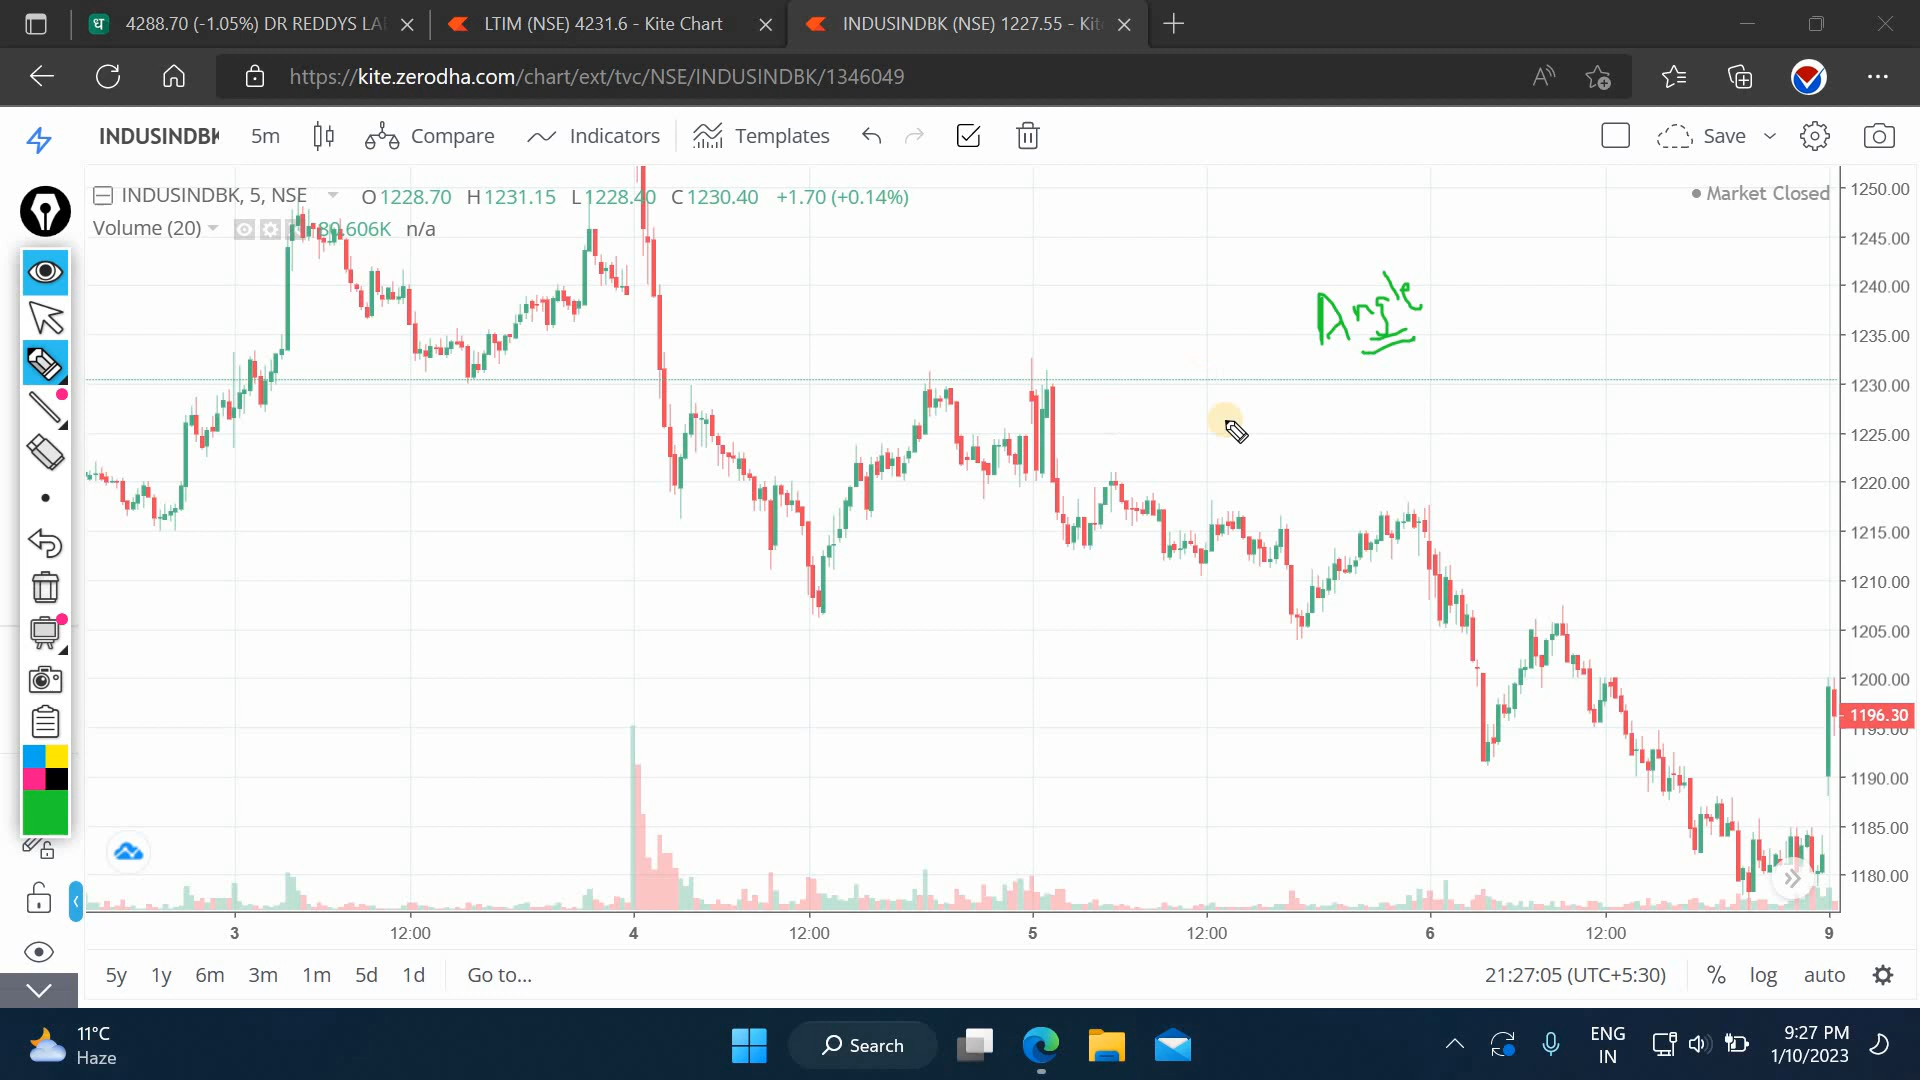 4288.70 (-1.05%) DR REDDYS LA
LTIM (NSE) 4231.6 - Kite Chart
INDUSINDBK (NSE) 1227.55 - Kit
https://kite.zerodha.com/chart/ext/tvc/NSE/INDUSINDBK/1346049
INDUSINDBK 5m Compare Indicators Templates Save
INDUSINDBK, 5, NSE O1228.70 H1231.15 L1228.40 C1230.40 +1.70 (+0.14%)
Market Closed
Volume (20) 80.606K n/a
Angle
1250.00
1245.00
1240.00
1235.00
1230.00
1225.00
1220.00
1215.00
1210.00
1205.00
1200.00
1196.30
1195.00
1190.00
1185.00
1180.00
3 12:00 4 12:00 5 12:00 6 12:00 9
5y 1y 6m 3m 1m 5d 1d Go to... 21:27:05 (UTC+5:30) % log auto
11°C
Haze
Search
ENG
IN
9:27 PM
1/10/2023